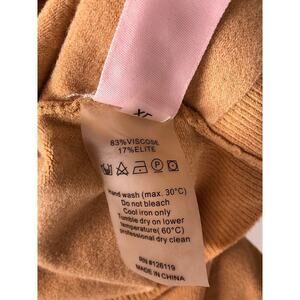 83%VISCOSE
17%ELITE
Hand wash (max. 30°C)
Do not bleach
Cool iron only
Tumble dry on lower
temperature(60°C)
professional dry clean
RN #126119
MADE IN CHINA